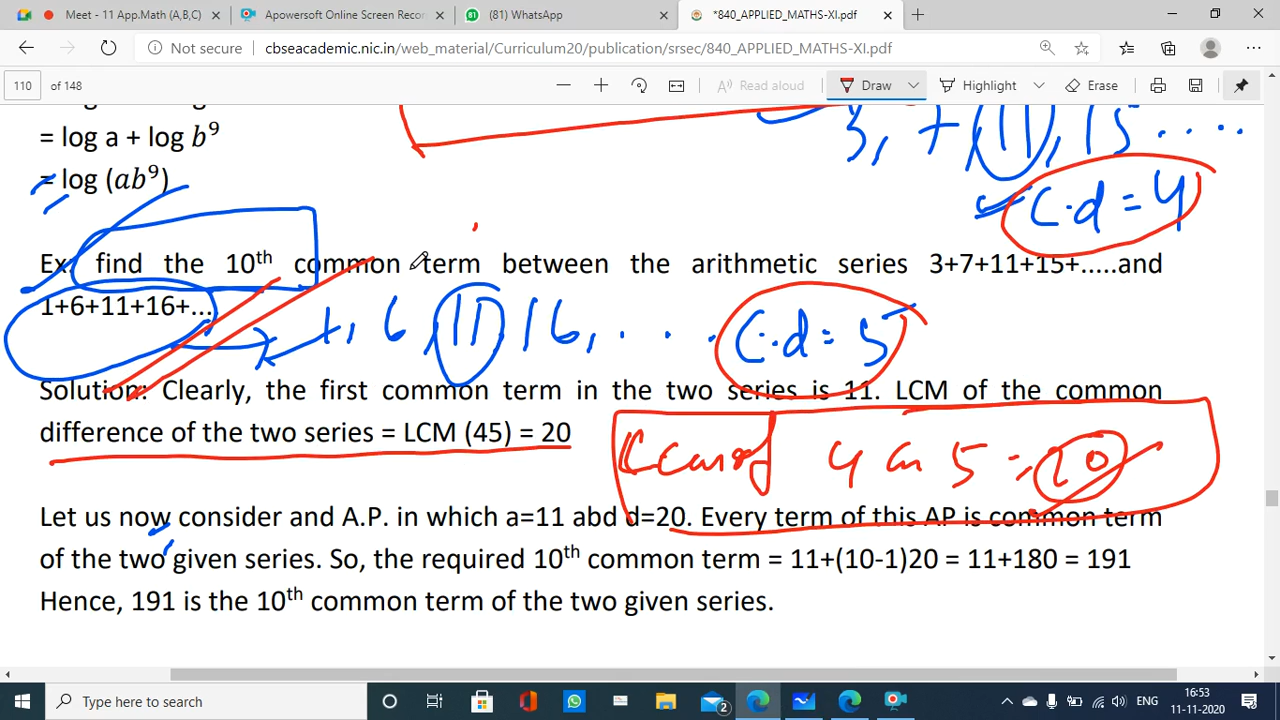 Meet - 11 App.Math (A,B,C)
Apowersoft Online Screen Recor
(81) WhatsApp
*840_APPLIED_MATHS-XI.pdf
Not secure | cbseacademic.nic.in/web_material/Curriculum20/publication/srsec/840_APPLIED_MATHS-XI.pdf
110 of 148
Read aloud
Draw
Highlight
Erase
= log a + log b⁹
3, 7, 11, 15 ....
= log (ab⁹)
C.d = 4
Ex. find the 10th common term between the arithmetic series 3+7+11+15+.....and
1+6+11+16+...
1, 6, 11, 16, .... C.d = 5
Solution: Clearly, the first common term in the two series is 11. LCM of the common
difference of the two series = LCM (45) = 20
4 5 = 20
Let us now consider and A.P. in which a=11 abd d=20. Every term of this AP is common term
of the two given series. So, the required 10th common term = 11+(10-1)20 = 11+180 = 191
Hence, 191 is the 10th common term of the two given series.
Type here to search
2
ENG
16:53
11-11-2020